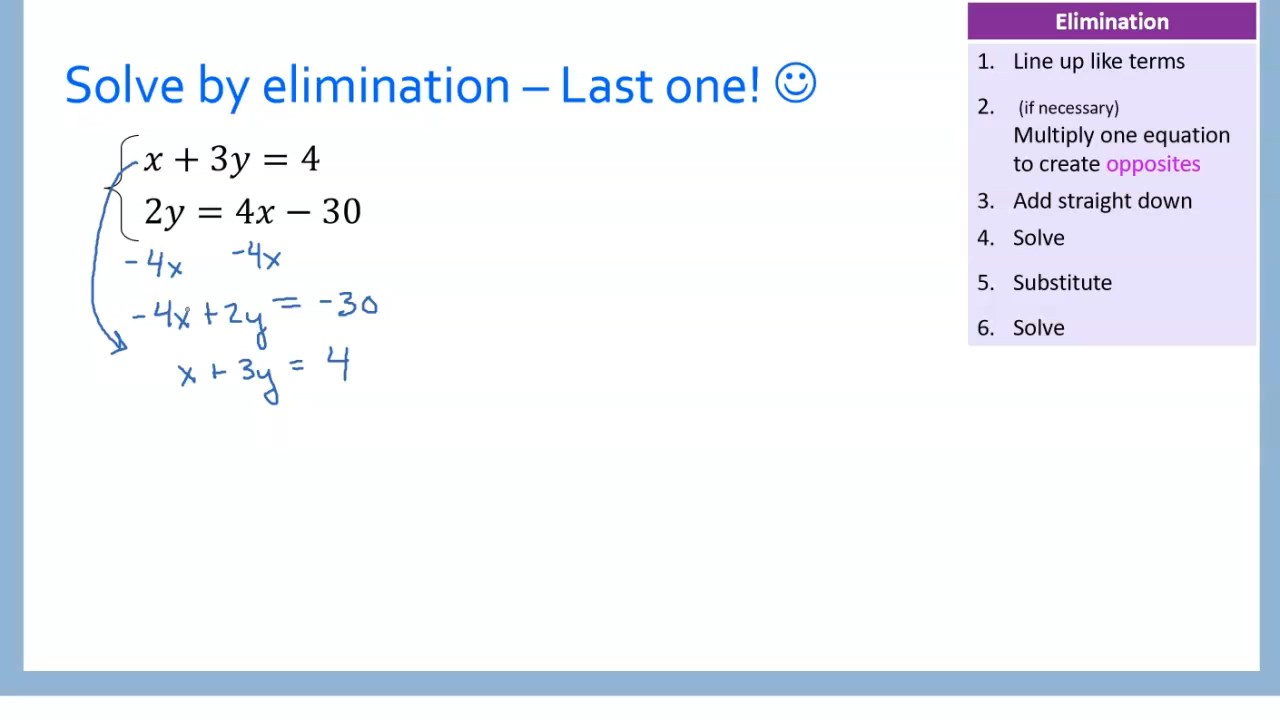 Solve by elimination – Last one! ☺
x + 3y = 4
2y = 4x − 30
-4x -4x
-4x + 2y = -30
x + 3y = 4
Elimination
1. Line up like terms
2. (if necessary)
Multiply one equation
to create opposites
3. Add straight down
4. Solve
5. Substitute
6. Solve